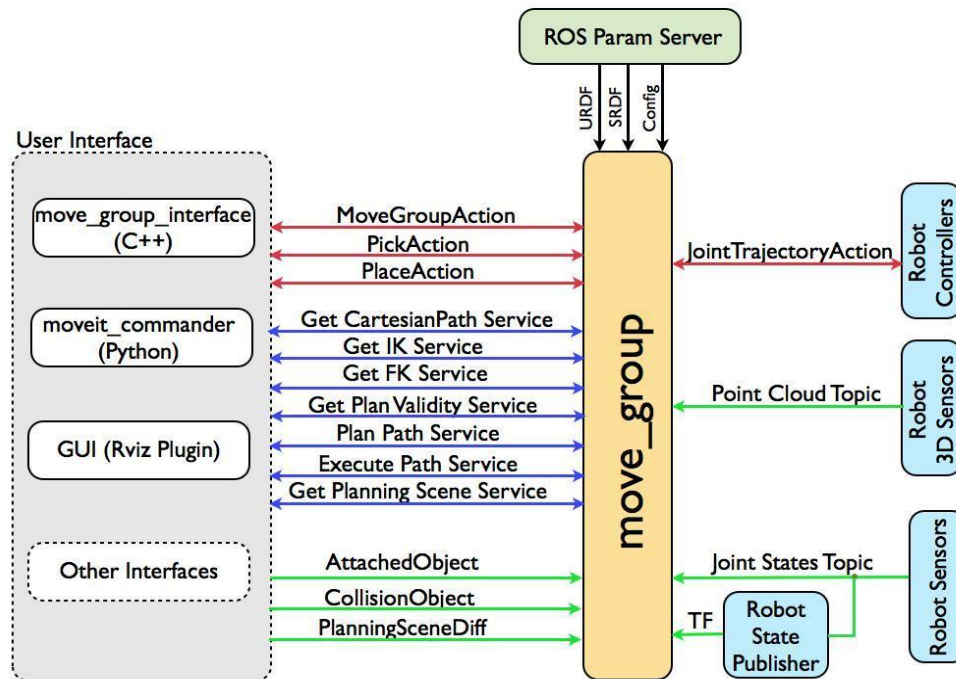 ROS Param Server
URDF
SRDF
Config
User Interface
move_group_interface
(C++)
moveit_commander
(Python)
GUI (Rviz Plugin)
Other Interfaces
MoveGroupAction
PickAction
PlaceAction
Get CartesianPath Service
Get IK Service
Get FK Service
Get Plan Validity Service
Plan Path Service
Execute Path Service
Get Planning Scene Service
AttachedObject
CollisionObject
PlanningSceneDiff
move_group
JointTrajectoryAction
Robot
Controllers
Point Cloud Topic
Robot
3D Sensors
Joint States Topic
Robot Sensors
TF
Robot
State
Publisher